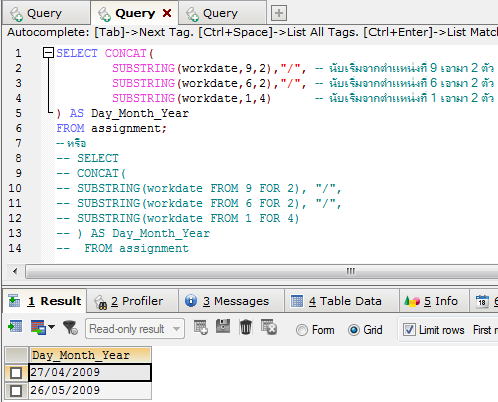 Query Query Query
Autocomplete: [Tab]->Next Tag. [Ctrl+Space]->List All Tags. [Ctrl+Enter]->List Matc
1 SELECT CONCAT(
2 SUBSTRING(workdate,9,2),"/", -- นับเริ่มจากตำแหน่งที่ 9 เอามา 2 ตัว
3 SUBSTRING(workdate,6,2),"/", -- นับเริ่มจากตำแหน่งที่ 6 เอามา 2 ตัว
4 SUBSTRING(workdate,1,4) -- นับเริ่มจากตำแหน่งที่ 1 เอามา 2 ตัว
5 ) AS Day_Month_Year
6 FROM assignment;
7 -- หรือ
8 -- SELECT
9 -- CONCAT(
10 -- SUBSTRING(workdate FROM 9 FOR 2), "/",
11 -- SUBSTRING(workdate FROM 6 FOR 2), "/",
12 -- SUBSTRING(workdate FROM 1 FOR 4)
13 -- ) AS Day_Month_Year
14 -- FROM assignment
1 Result 2 Profiler 3 Messages 4 Table Data 5 Info 6
Read-only result Form Grid Limit rows First r
Day_Month_Year
27/04/2009
26/05/2009